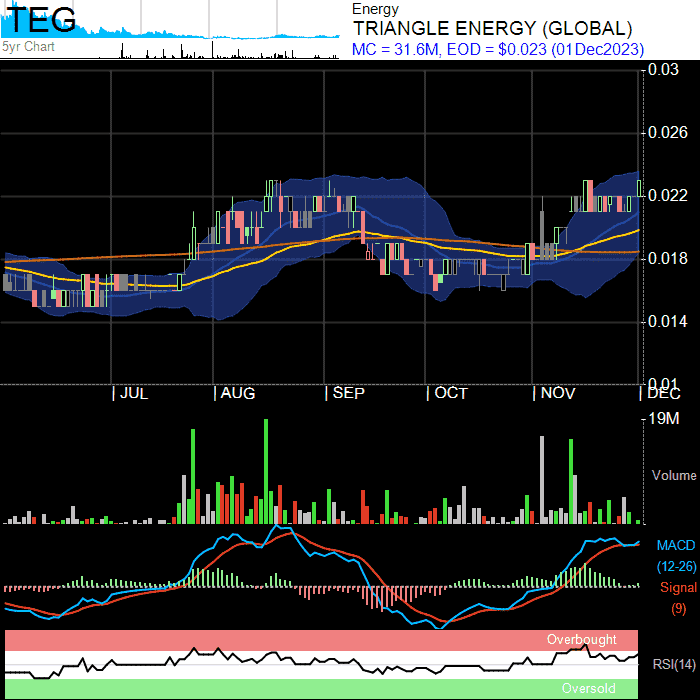 TEG
5yr Chart
Energy
TRIANGLE ENERGY (GLOBAL)
MC = 31.6M, EOD = $0.023 (01Dec2023)
0.03
0.026
0.022
0.018
0.014
0.01
JUL AUG SEP OCT NOV DEC
19M
Volume
MACD
(12-26)
Signal
(9)
Overbought
RSI(14)
Oversold